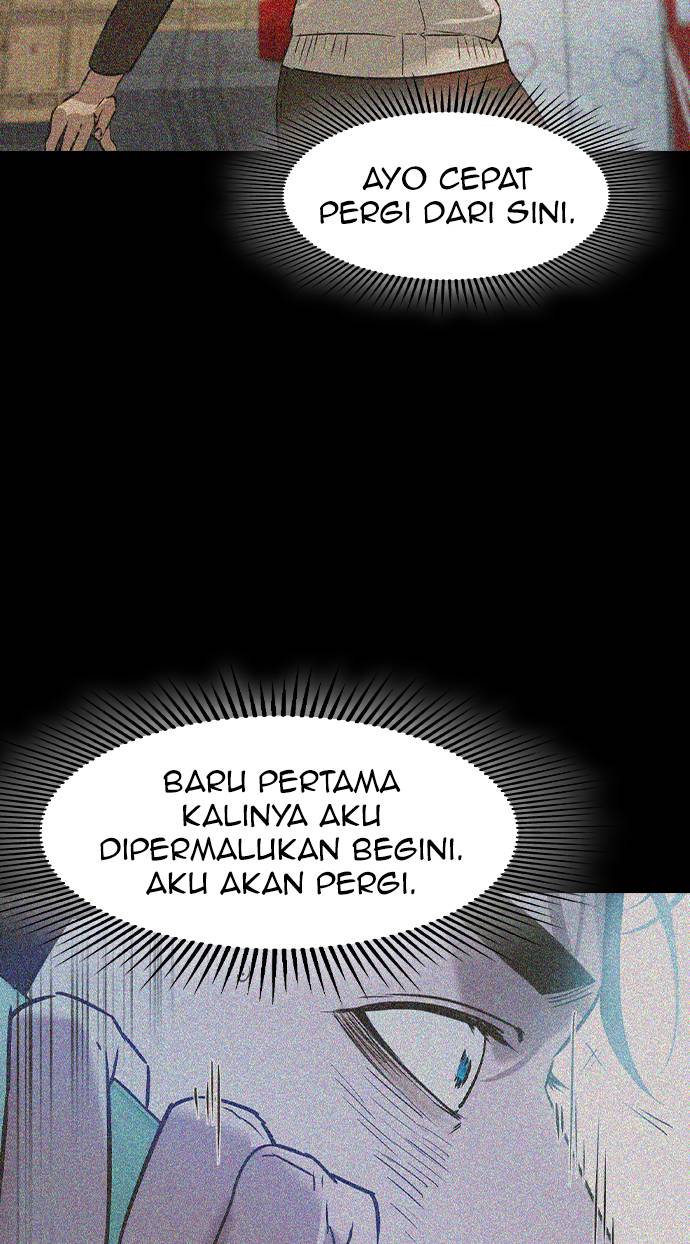 AYO CEPAT
PERGI DARI SINI.
BARU PERTAMA
KALINYA AKU
DIPERMALUKAN BEGINI.
AKU AKAN PERGI.